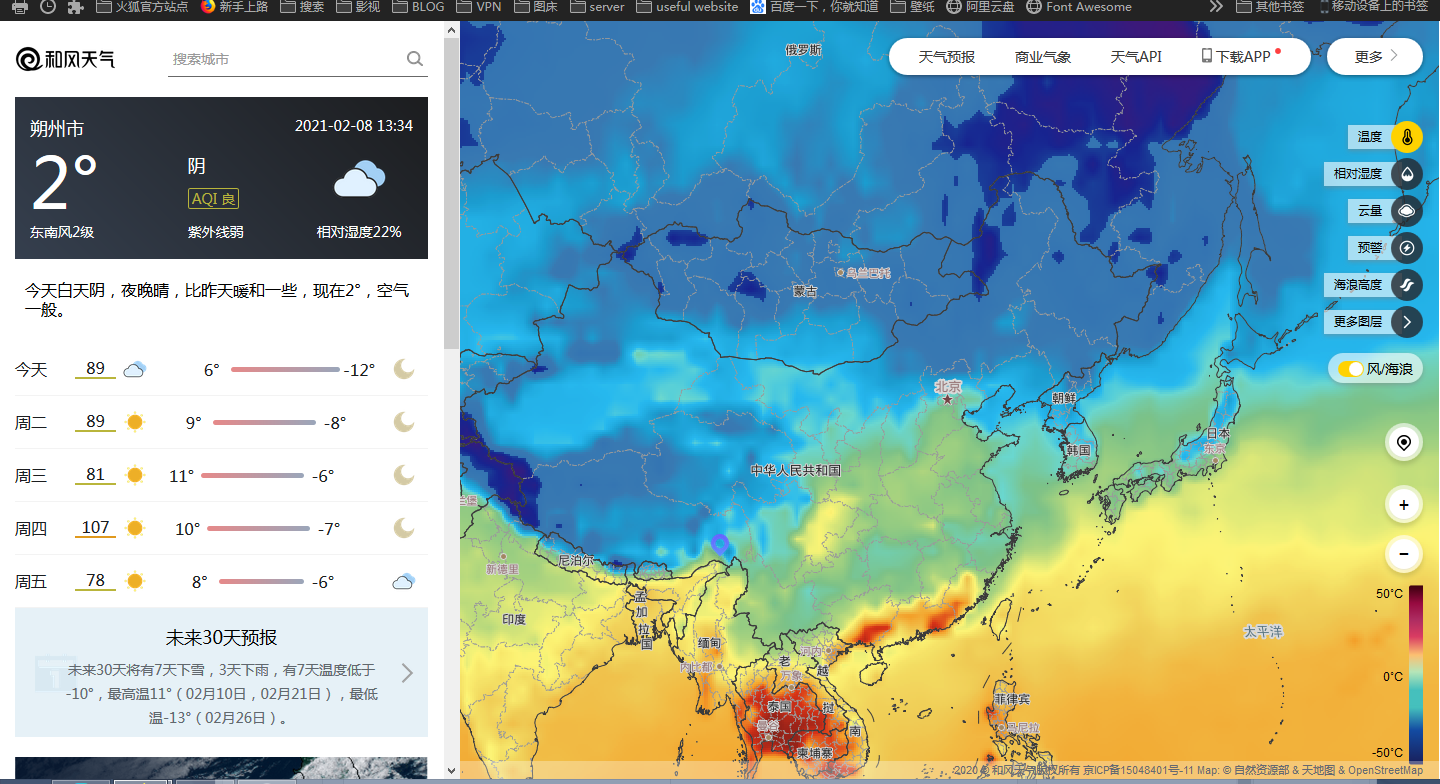 火狐官方站点 新手上路 搜索 影视 BLOG VPN 图床 server useful website 百度一下，你就知道 壁纸 阿里云盘 Font Awesome 其他书签 移动设备上的书签
和风天气 搜索城市
朔州市 2021-02-08 13:34
2° 阴
AQI 良
东南风2级 紫外线弱 相对湿度22%
今天白天阴，夜晚晴，比昨天暖和一些，现在2°，空气
一般。
今天 89 6° -12°
周二 89 9° -8°
周三 81 11° -6°
周四 107 10° -7°
周五 78 8° -6°
未来30天预报
未来30天将有7天下雪，3天下雨，有7天温度低于
-10°，最高温11°（02月10日，02月21日），最低
温-13°（02月26日）。
天气预报 商业气象 天气API 下载APP 更多
温度
相对湿度
云量
预警
海浪高度
更多图层
风/海浪
+
−
50°C
0°C
-50°C
俄罗斯
乌兰巴托
蒙古
北京
朝鲜
日本
韩国
东京
中华人民共和国
兰堡
尼泊尔
新德里
孟
加
拉
国
印度
太平洋
缅甸
河内
老
越
内比都
万象
菲律宾
泰国
挝
曼谷
南
马尼拉
柬埔寨
2020 © 和风天气版权所有 京ICP备15048401号-11 Map: © 自然资源部 & 天地图 & OpenStreetMap